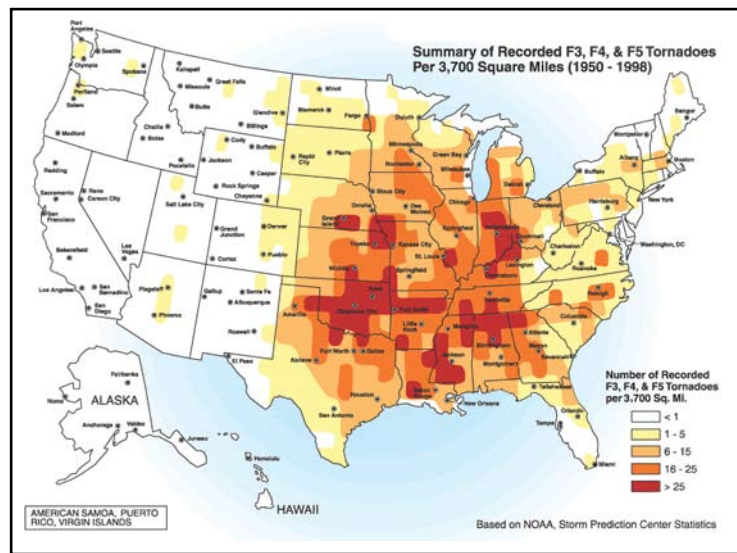 Summary of Recorded F3, F4, & F5 Tornadoes
Per 3,700 Square Miles (1950 - 1998)
Port
Angeles
Seattle
Olympia
Spokane
Portland
Salem
Medford
Kalispell
Great Falls
Missoula
Butte
Billings
Glendive
Challis
Boise
Pocatello
Cody
Buffalo
Jackson
Casper
Rock Springs
Cheyenne
Minot
Bismarck
Fargo
Duluth
Rapid
City
Pierre
Minneapolis
Rochester
Green Bay
Milwaukee
Sioux City
Redding
Sacramento
San
Francisco
Reno
Carson City
Salt Lake City
Grand
Junction
Denver
Pueblo
Cortez
Las
Vegas
Bakersfield
Los Angeles
San
Bernardino
San
Diego
Flagstaff
Phoenix
Gallup
Santa Fe
Albuquerque
Roswell
El Paso
Omaha
Grand
Island
Des
Moines
Chicago
Detroit
Cleveland
Topeka
Kansas City
Wichita
St. Louis
Springfield
Springfield
Cincinnati
Lexington
Charleston
Roanoke
Raleigh
Columbia
Tulsa
Oklahoma City
Fort Smith
Amarillo
Little
Rock
Memphis
Nashville
Atlanta
Birmingham
Macon
Montgomery
Savannah
Abilene
Fort Worth
Dallas
Jackson
Houston
San Antonio
Baton
Rouge
New Orleans
Tallahassee
Orlando
Tampa
Miami
Montpelier
Bangor
Albany
Boston
Buffalo
New York
Harrisburg
Washington, DC
Fairbanks
ALASKA
Nome
Anchorage
Valdez
Juneau
Honolulu
HAWAII
AMERICAN SAMOA, PUERTO
RICO, VIRGIN ISLANDS
Number of Recorded
F3, F4, & F5 Tornadoes
per 3,700 Sq. Mi.
< 1
1 - 5
6 - 15
16 - 25
> 25
Based on NOAA, Storm Prediction Center Statistics